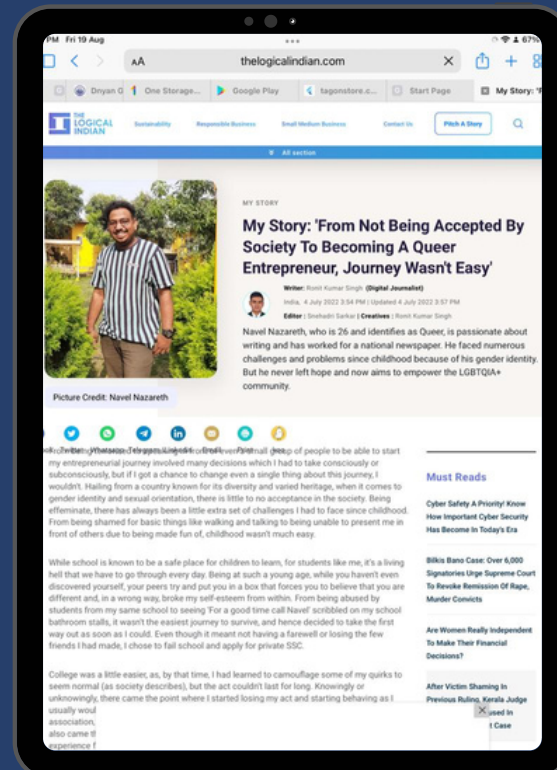 PM Fri 19 Aug
67%
AA
thelogicalindian.com
Dnyan G
One Storage...
Google Play
tagonstore.c...
Start Page
My Story: 'F
THE
LOGICAL
INDIAN
Sustainability
Responsible Business
Small Medium Business
Contact Us
Pitch A Story
All section
MY STORY
My Story: 'From Not Being Accepted By
Society To Becoming A Queer
Entrepreneur, Journey Wasn't Easy'
Writer: Ronit Kumar Singh (Digital Journalist)
India, 4 July 2022 3:54 PM | Updated 4 July 2022 3:57 PM
Editor : Snehadri Sarkar | Creatives : Ronit Kumar Singh
Navel Nazareth, who is 26 and identifies as Queer, is passionate about
writing and has worked for a national newspaper. He faced numerous
challenges and problems since childhood because of his gender identity.
But he never left hope and now aims to empower the LGBTQIA+
community.
Picture Credit: Navel Nazareth
group of people to be able to start
my entrepreneurial journey involved many decisions which I had to take consciously or
subconsciously, but if I got a chance to change even a single thing about this journey, I
wouldn't. Hailing from a country known for its diversity and varied heritage, when it comes to
gender identity and sexual orientation, there is little to no acceptance in the society. Being
effeminate, there has always been a little extra set of challenges I had to face since childhood.
From being shamed for basic things like walking and talking to being unable to present me in
front of others due to being made fun of, childhood wasn't much easy.
While school is known to be a safe place for children to learn, for students like me, it's a living
hell that we have to go through every day. Being at such a young age, while you haven't even
discovered yourself, your peers try and put you in a box that forces you to believe that you are
different and, in a wrong way, broke my self-esteem from within. From being abused by
students from my same school to seeing 'For a good time call Navel' scribbled on my school
bathroom stalls, it wasn't the easiest journey to survive, and hence decided to take the first
way out as soon as I could. Even though it meant not having a farewell or losing the few
friends I had made, I chose to fail school and apply for private SSC.
College was a little easier, as, by that time, I had learned to camouflage some of my quirks to
seem normal (as society describes), but the act couldn't last for long. Knowingly or
unknowingly, there came the point where I started losing my act and starting behaving as I
usually woul
association,
also came th
experience f
Must Reads
Cyber Safety A Priority! Know
How Important Cyber Security
Has Become In Today's Era
Bilkis Bano Case: Over 6,000
Signatories Urge Supreme Court
To Revoke Remission Of Rape,
Murder Convicts
Are Women Really Independent
To Make Their Financial
Decisions?
After Victim Shaming In
Previous Ruling, Kerala Judge
used In
t Case